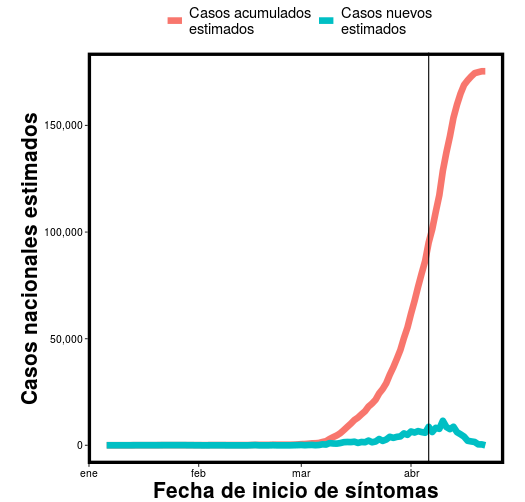 Casos acumulados
estimados
Casos nuevos
estimados
Casos nacionales estimados
150,000
100,000
50,000
0
ene
feb
mar
abr
Fecha de inicio de síntomas